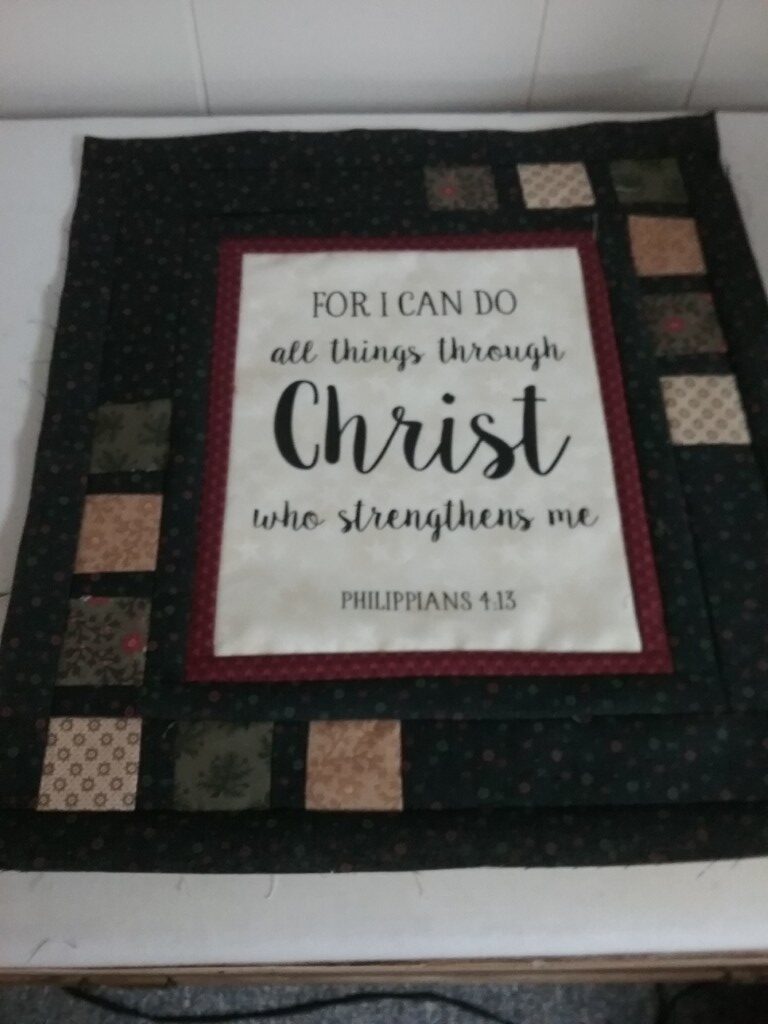 FOR I CAN DO
all things through
Christ
who strengthens me
PHILIPPIANS 4:13